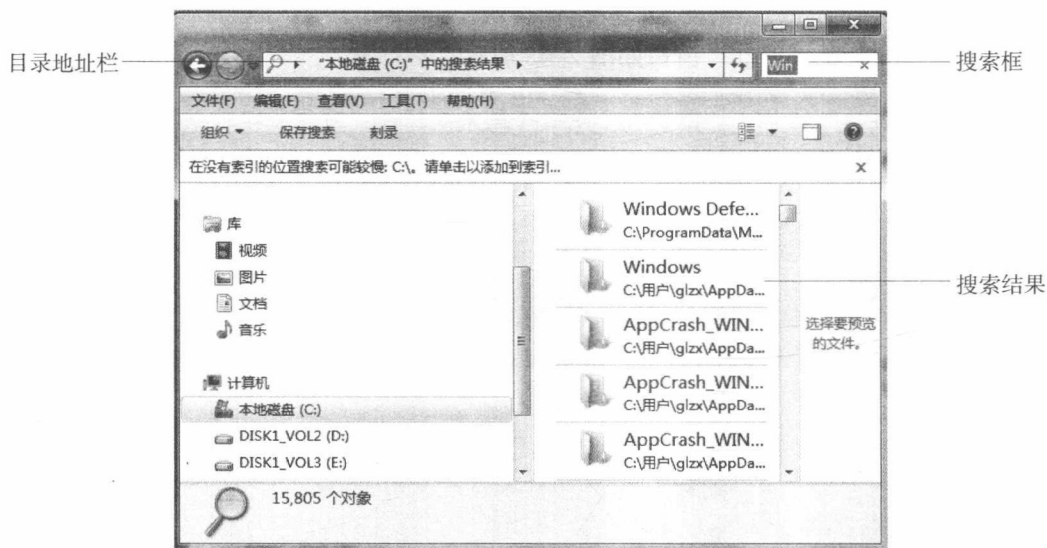 目录地址栏
"本地磁盘 (C:)"中的搜索结果
Win
搜索框
文件(F) 编辑(E) 查看(V) 工具(T) 帮助(H)
组织 保存搜索 刻录
在没有索引的位置搜索可能较慢: C:\。请单击以添加到索引...
库
视频
图片
文档
音乐
计算机
本地磁盘 (C:)
DISK1_VOL2 (D:)
DISK1_VOL3 (E:)
Windows Defe...
C:\ProgramData\M...
Windows
C:\用户\glzx\AppDa...
AppCrash_WIN...
C:\用户\glzx\AppDa...
AppCrash_WIN...
C:\用户\glzx\AppDa...
AppCrash_WIN...
C:\用户\glzx\AppDa...
搜索结果
选择要预览
的文件。
15,805 个对象